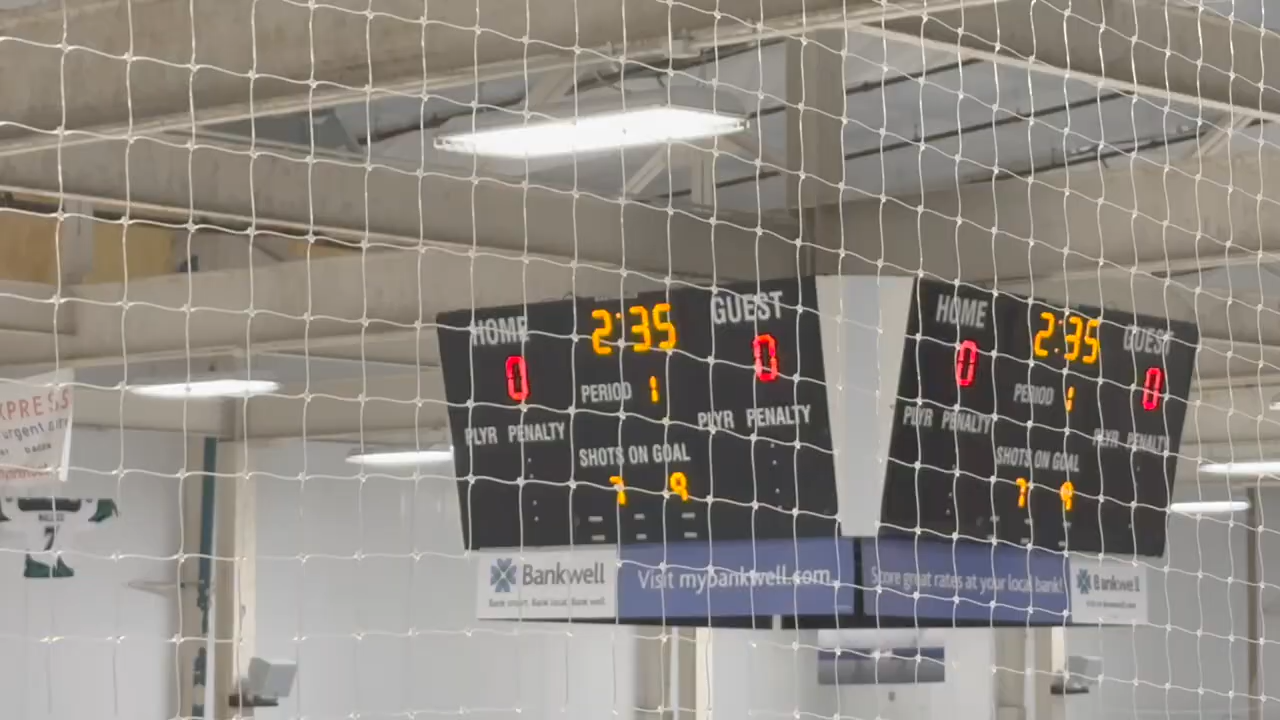 HOME 2:35 GUEST
0 0
PERIOD 1
PLYR PENALTY PLYR PENALTY
SHOTS ON GOAL
7 9
Bankwell
Visit mybankwell.com
HOME 2:35 GUEST
0 0
PERIOD 1
PLYR PENALTY PLYR PENALTY
SHOTS ON GOAL
7 9
Score great rates at your local bank!
Bankwell
XPRESS
urgent care